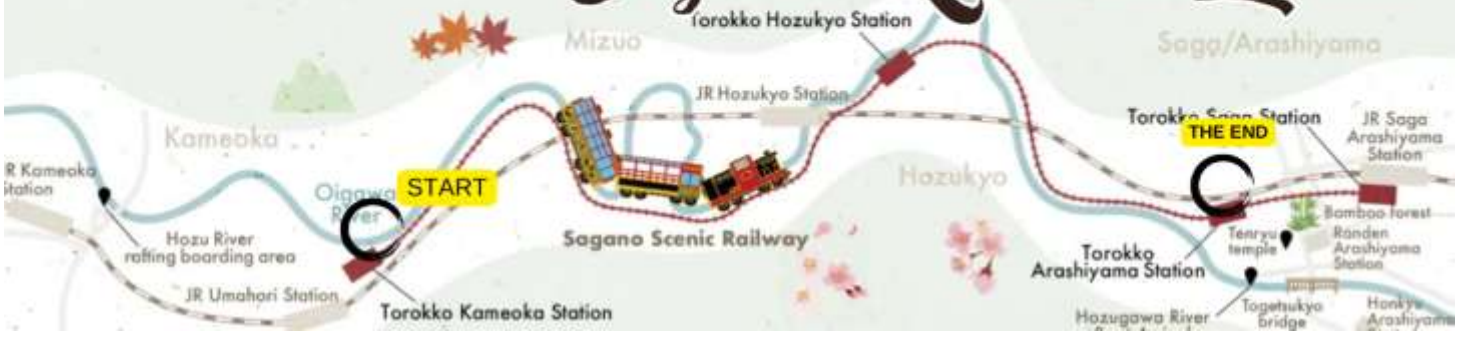 Torokko Hozukyo Station
Mizuo
Saga/Arashiyama
JR Hozukyo Station
Torokko Saga Station
THE END
JR Saga
Arashiyama
Station
Kameoka
R Kameoka
Station
Oigawa
River
START
Hozukyo
Hozu River
rafting boarding area
Sagano Scenic Railway
Bamboo forest
Tenryu
temple
Randen
Arashiyama
Station
Torokko
Arashiyama Station
JR Umahori Station
Torokko Kameoka Station
Hozugawa River
Togetsukyo
bridge
Hankyu
Arashiyama